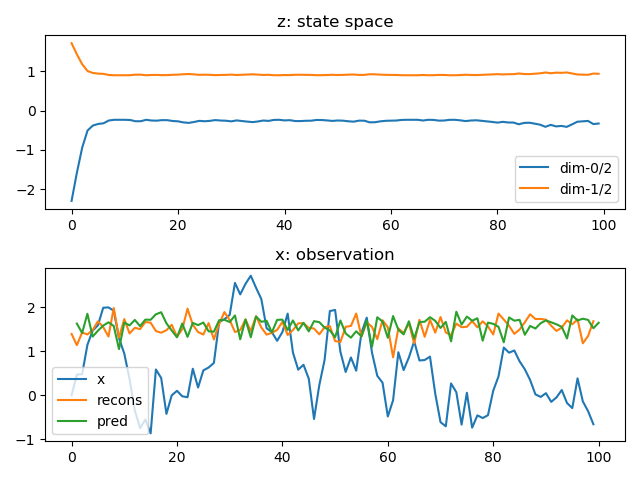 z: state space
1
0
−1
−2
dim-0/2
dim-1/2
0 20 40 60 80 100
x: observation
2
1
0
−1
x
recons
pred
0 20 40 60 80 100